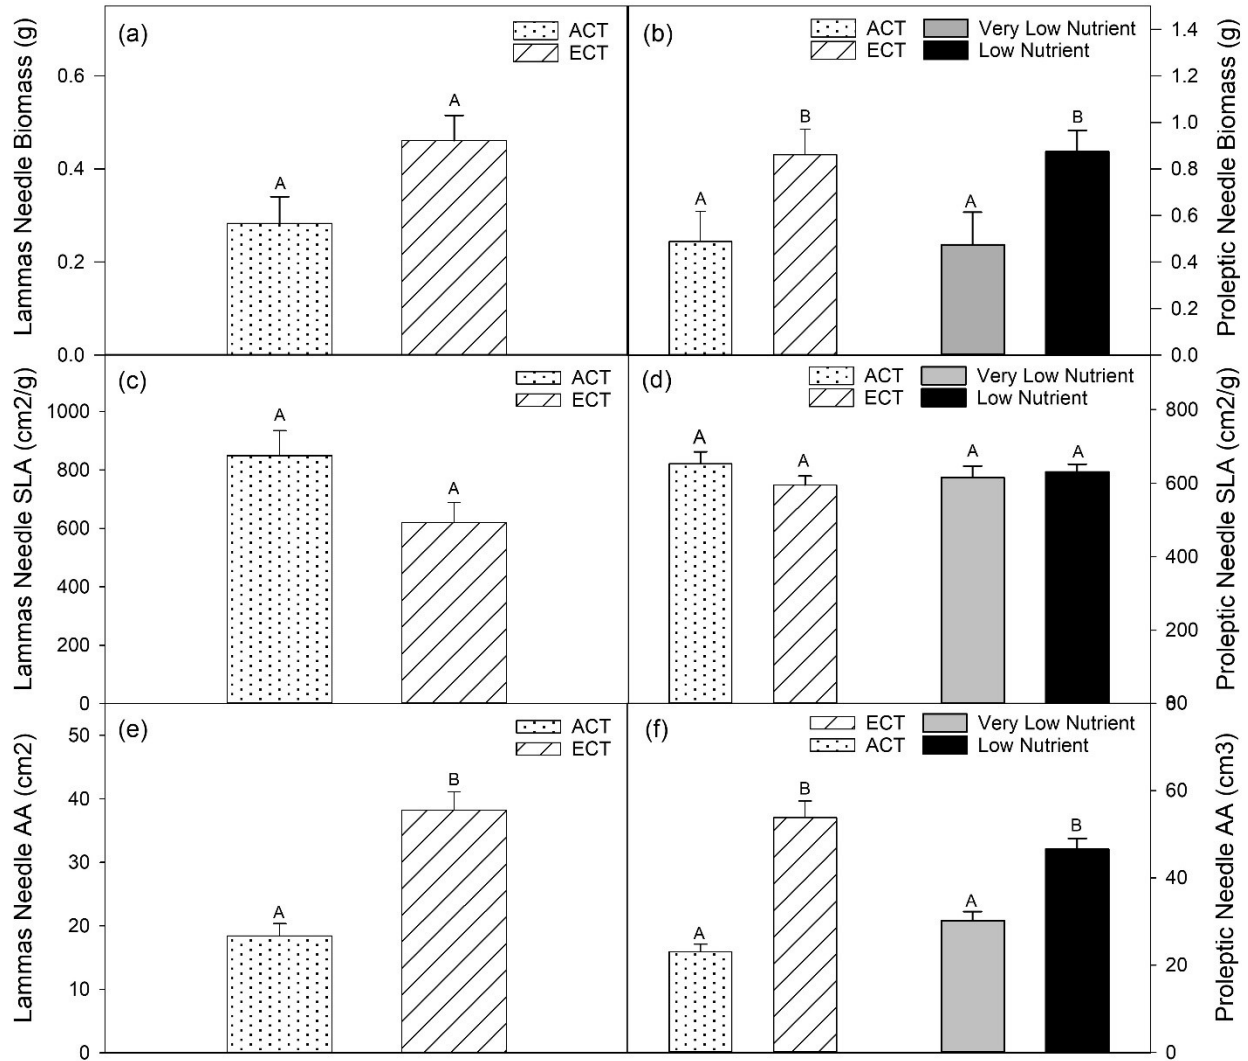 Lammas Needle Biomass (g)
0.6
0.4
0.2
0.0
(a)
ACT
ECT
A
A
(b)
ACT
ECT
Very Low Nutrient
Low Nutrient
A
B
A
B
1.4
1.2
1.0
0.8
0.6
0.4
0.2
0.0
Proleptic Needle Biomass (g)
Lammas Needle SLA (cm2/g)
1000
800
600
400
200
0
(c)
ACT
ECT
A
A
(d)
ACT
ECT
Very Low Nutrient
Low Nutrient
A
A
A
A
800
600
400
200
Proleptic Needle SLA (cm2/g)
Lammas Needle AA (cm2)
50
40
30
20
10
0
(e)
ACT
ECT
A
B
(f)
ECT
ACT
Very Low Nutrient
Low Nutrient
A
B
A
B
60
40
20
0
Proleptic Needle AA (cm3)